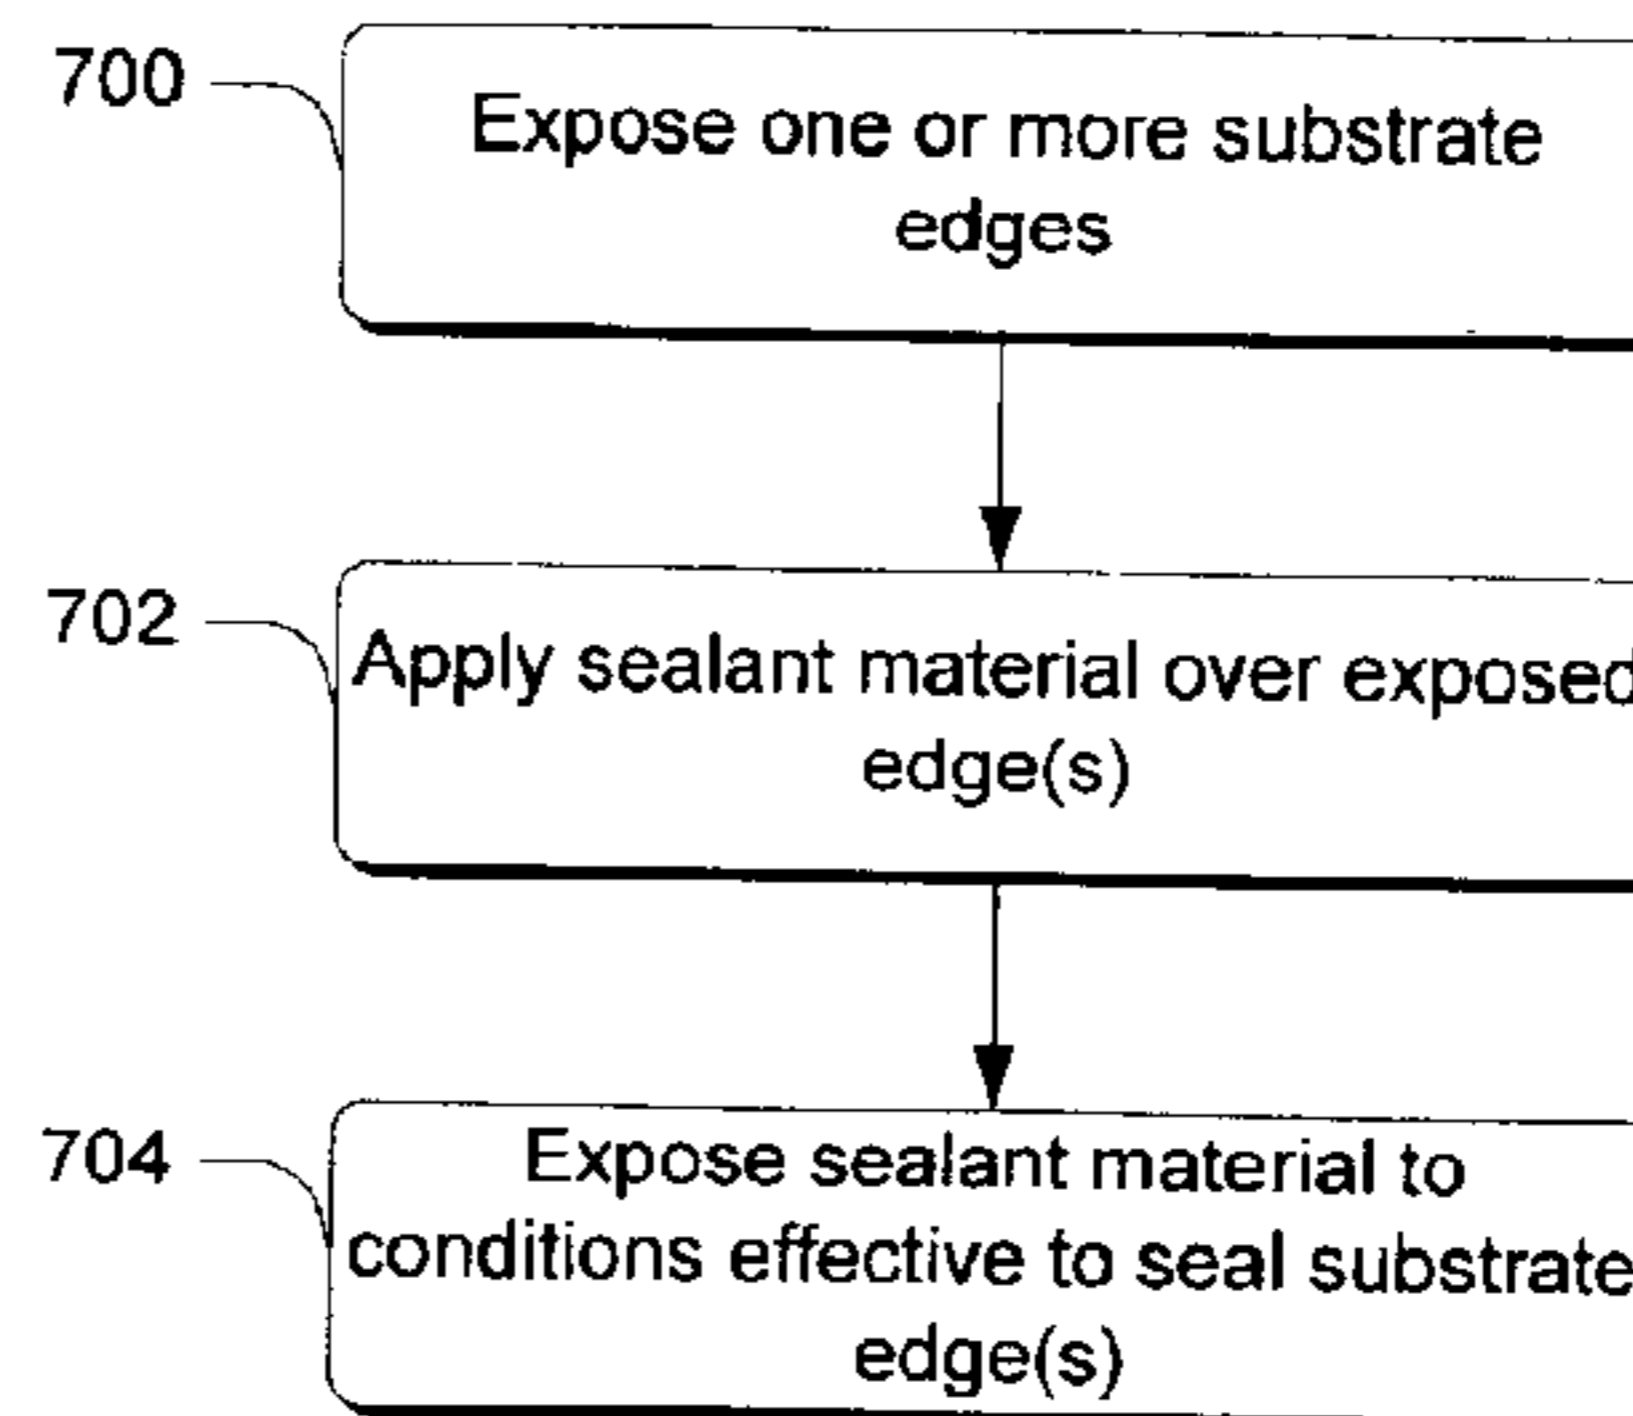 700
Expose one or more substrate
edges
702
Apply sealant material over exposed
edge(s)
704
Expose sealant material to
conditions effective to seal substrate
edge(s)